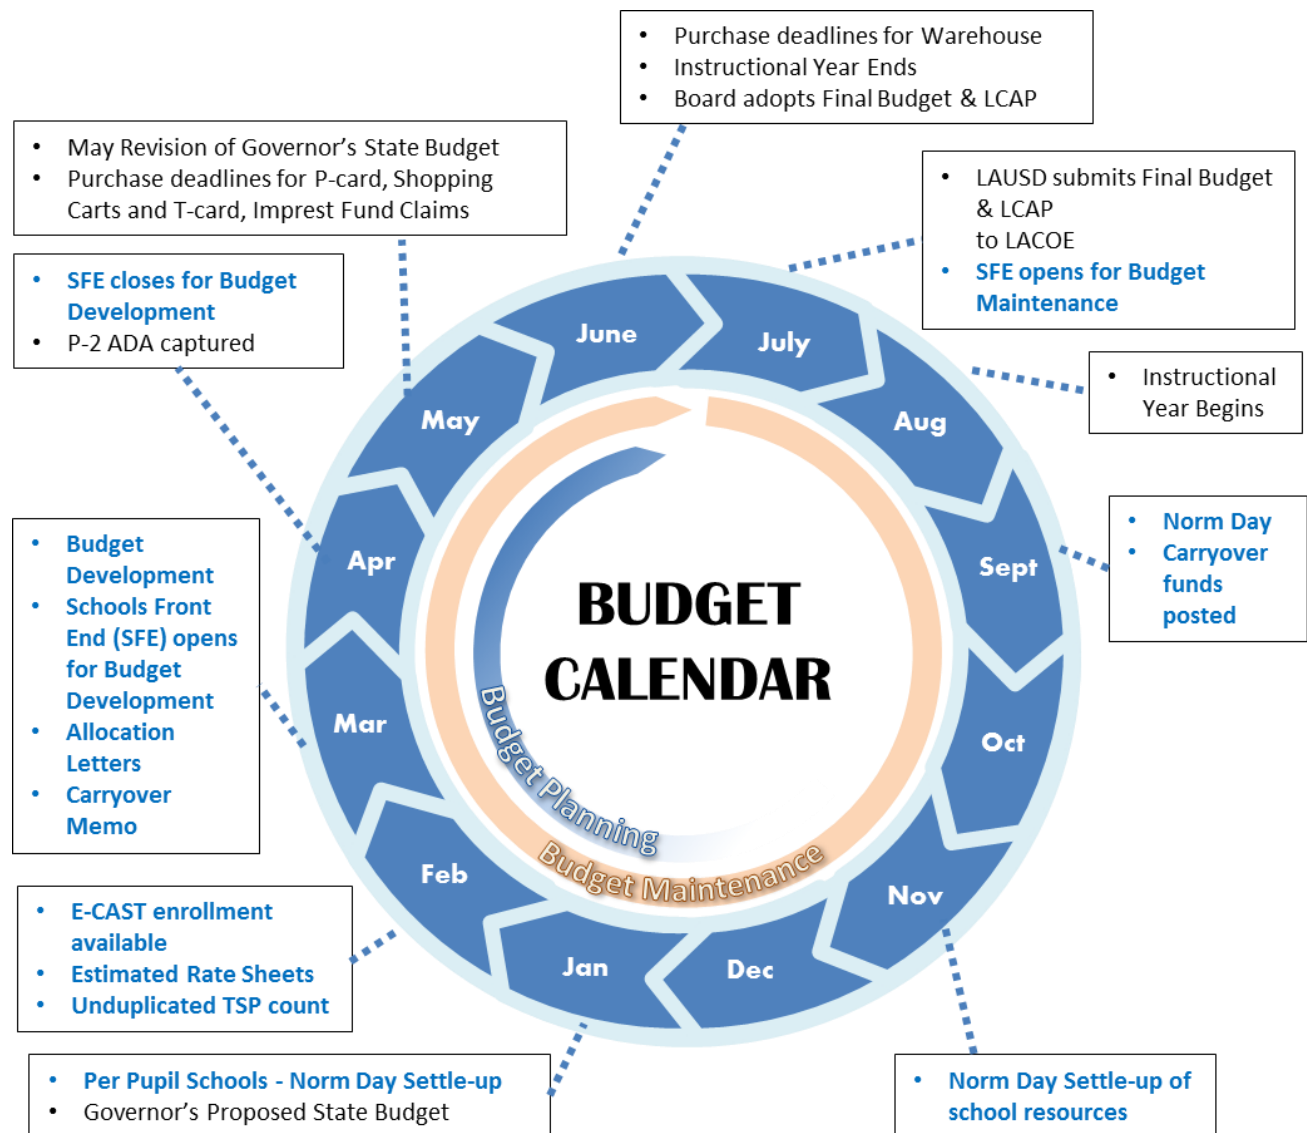 • Purchase deadlines for Warehouse
• Instructional Year Ends
• Board adopts Final Budget & LCAP
• May Revision of Governor's State Budget
• Purchase deadlines for P-card, Shopping
Carts and T-card, Imprest Fund Claims
• LAUSD submits Final Budget
& LCAP
to LACOE
• SFE opens for Budget
Maintenance
• SFE closes for Budget
Development
• P-2 ADA captured
• Instructional
Year Begins
• Norm Day
• Carryover
funds
posted
• Budget
Development
• Schools Front
End (SFE) opens
for Budget
Development
• Allocation
Letters
• Carryover
Memo
• E-CAST enrollment
available
• Estimated Rate Sheets
• Unduplicated TSP count
• Per Pupil Schools - Norm Day Settle-up
• Governor's Proposed State Budget
• Norm Day Settle-up of
school resources
June
July
Aug
Sept
Oct
Nov
Dec
Jan
Feb
Mar
Apr
May
BUDGET
CALENDAR
Budget Planning
Budget Maintenance